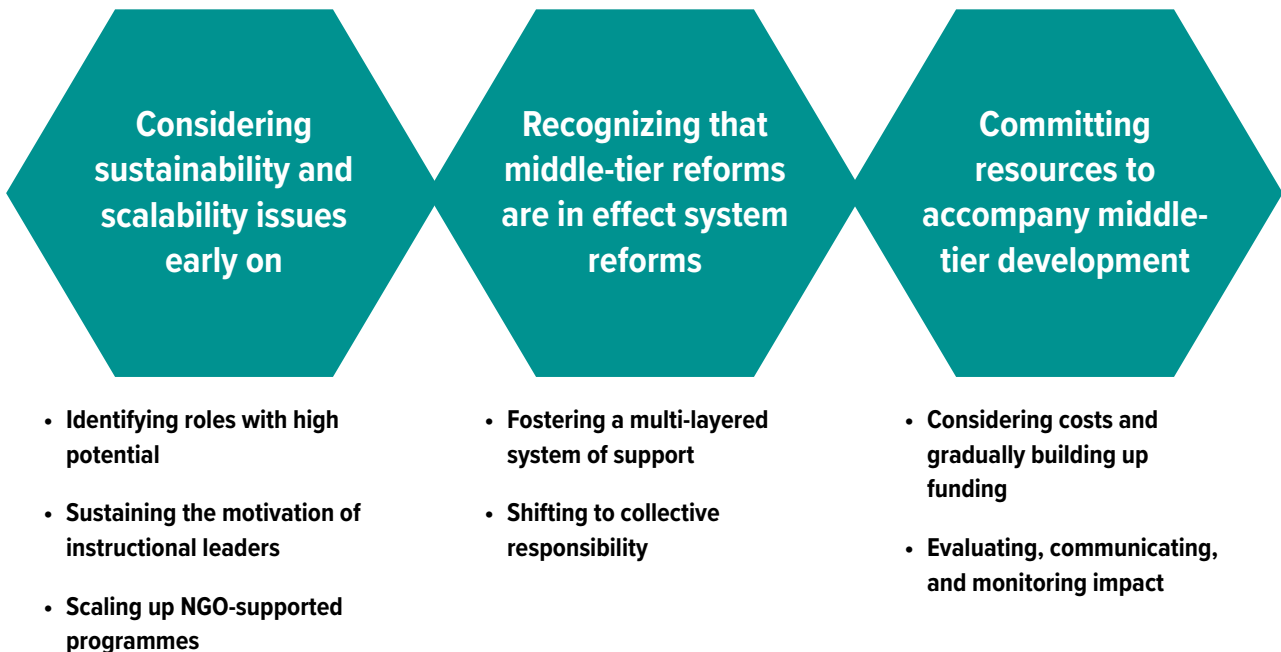 Considering
sustainability and
scalability issues
early on
• Identifying roles with high
potential
• Sustaining the motivation of
instructional leaders
• Scaling up NGO-supported
programmes
Recognizing that
middle-tier reforms
are in effect system
reforms
• Fostering a multi-layered
system of support
• Shifting to collective
responsibility
Committing
resources to
accompany middle-
tier development
• Considering costs and
gradually building up
funding
• Evaluating, communicating,
and monitoring impact